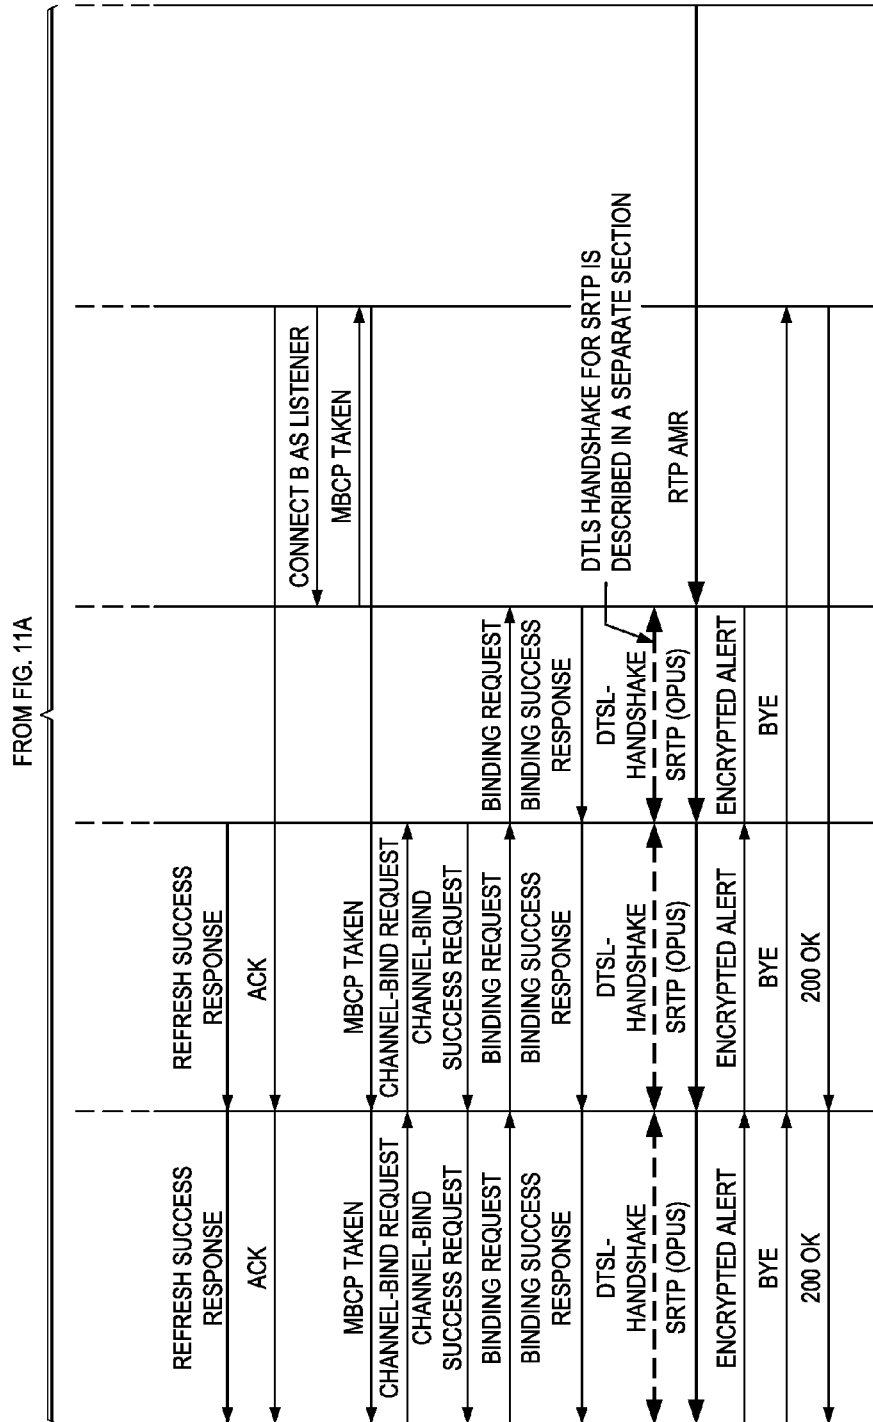 FROM FIG. 11A
REFRESH SUCCESS
RESPONSE
ACK
MBCP TAKEN
CHANNEL-BIND REQUEST
CHANNEL-BIND
SUCCESS REQUEST
BINDING REQUEST
BINDING SUCCESS
RESPONSE
DTSL-
HANDSHAKE
SRTP (OPUS)
ENCRYPTED ALERT
BYE
200 OK
REFRESH SUCCESS
RESPONSE
ACK
MBCP TAKEN
CHANNEL-BIND REQUEST
CHANNEL-BIND
SUCCESS REQUEST
BINDING REQUEST
BINDING SUCCESS
RESPONSE
DTSL-
HANDSHAKE
SRTP (OPUS)
ENCRYPTED ALERT
BYE
200 OK
BINDING REQUEST
BINDING SUCCESS
RESPONSE
DTSL-
HANDSHAKE
SRTP (OPUS)
ENCRYPTED ALERT
BYE
CONNECT B AS LISTENER
MBCP TAKEN
DTLS HANDSHAKE FOR SRTP IS
DESCRIBED IN A SEPARATE SECTION
RTP AMR